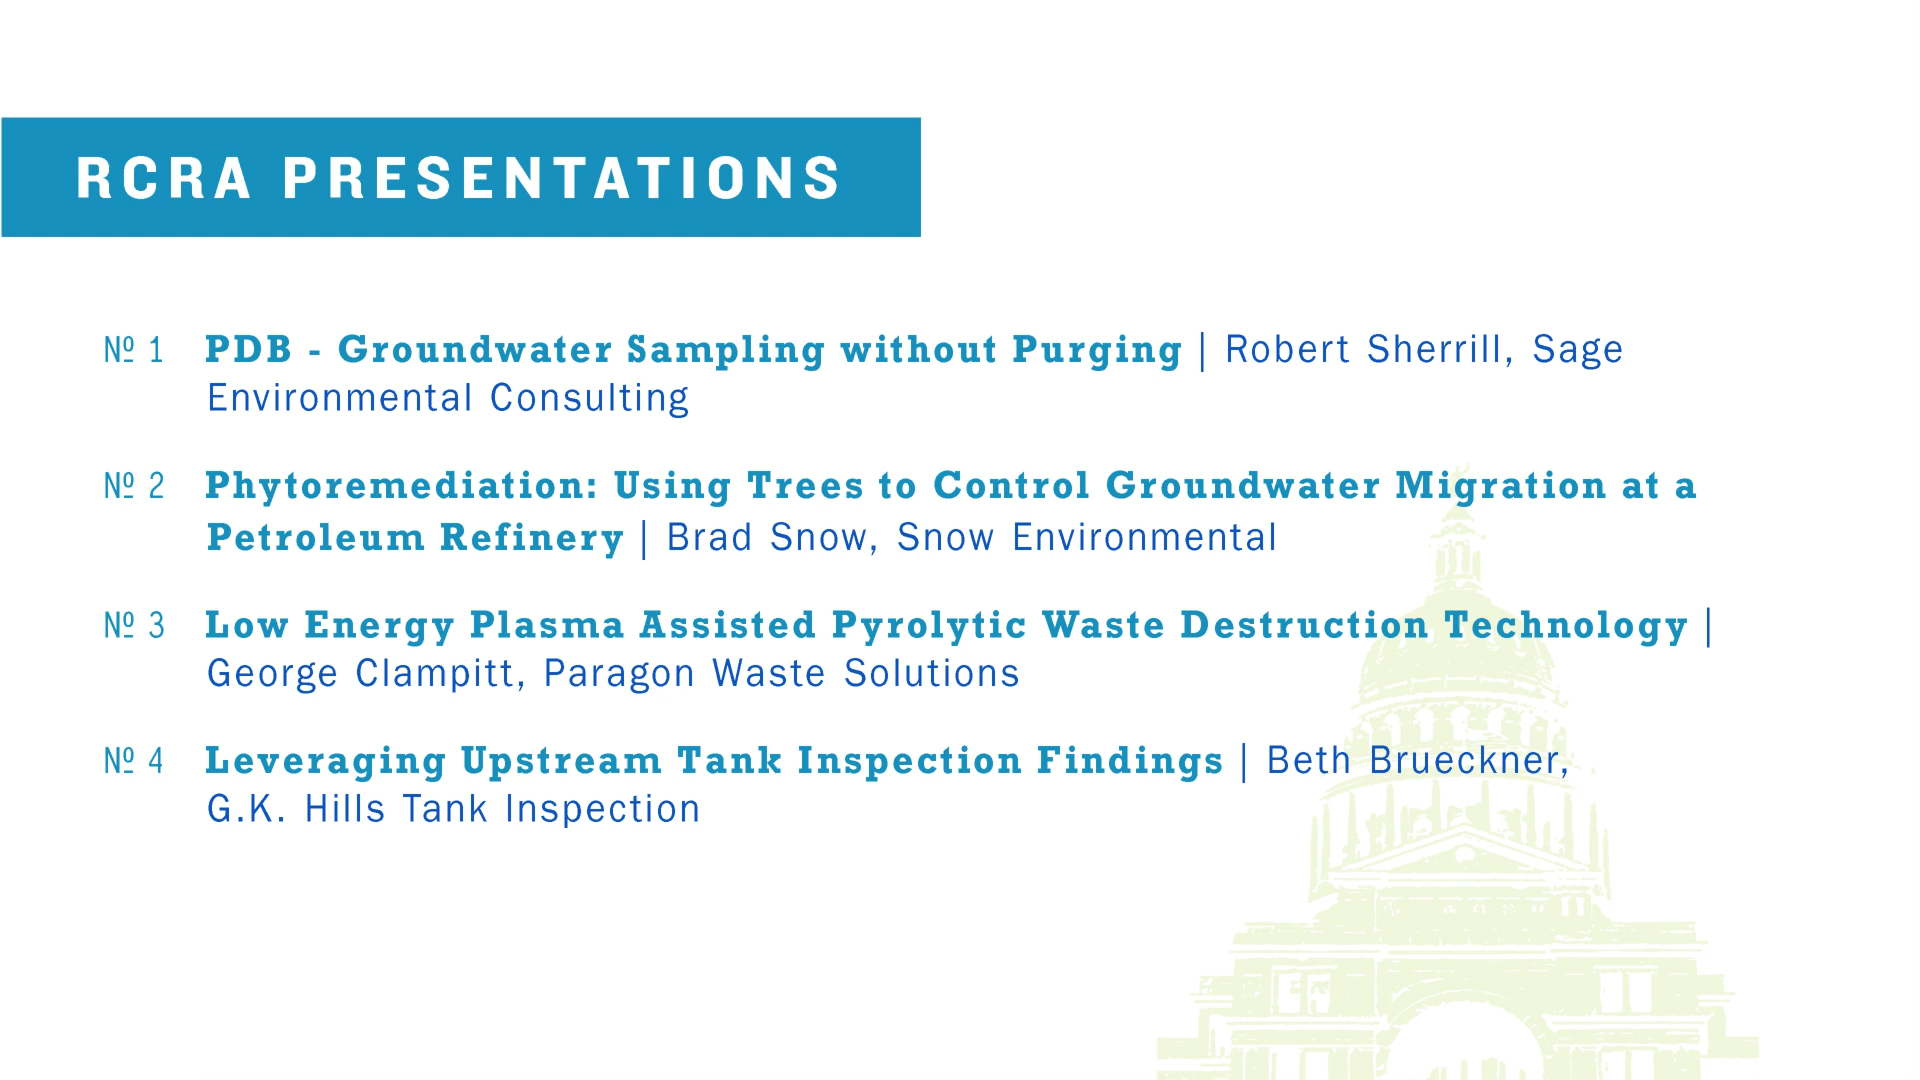 RCRA PRESENTATIONS
№ 1 PDB - Groundwater Sampling without Purging | Robert Sherrill, Sage
Environmental Consulting
№ 2 Phytoremediation: Using Trees to Control Groundwater Migration at a
Petroleum Refinery | Brad Snow, Snow Environmental
№ 3 Low Energy Plasma Assisted Pyrolytic Waste Destruction Technology |
George Clampitt, Paragon Waste Solutions
№ 4 Leveraging Upstream Tank Inspection Findings | Beth Brueckner,
G.K. Hills Tank Inspection